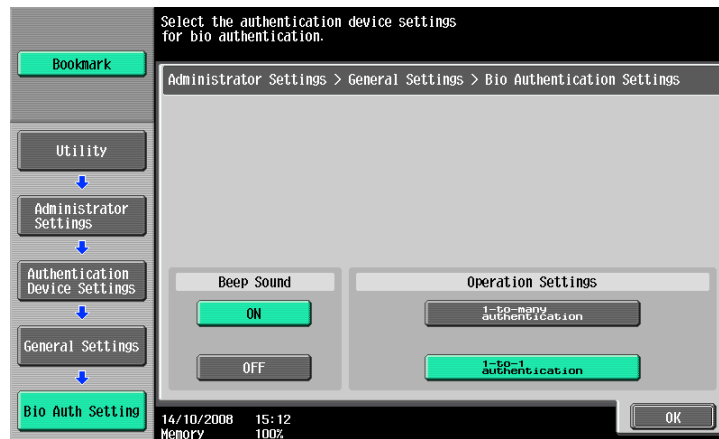 Select the authentication device settings
for bio authentication.
Bookmark
Administrator Settings > General Settings > Bio Authentication Settings
Utility
Administrator
Settings
Authentication
Device Settings
General Settings
Bio Auth Setting
Beep Sound
ON
OFF
Operation Settings
1-to-many
authentication
1-to-1
authentication
14/10/2008 15:12
Memory 100%
OK